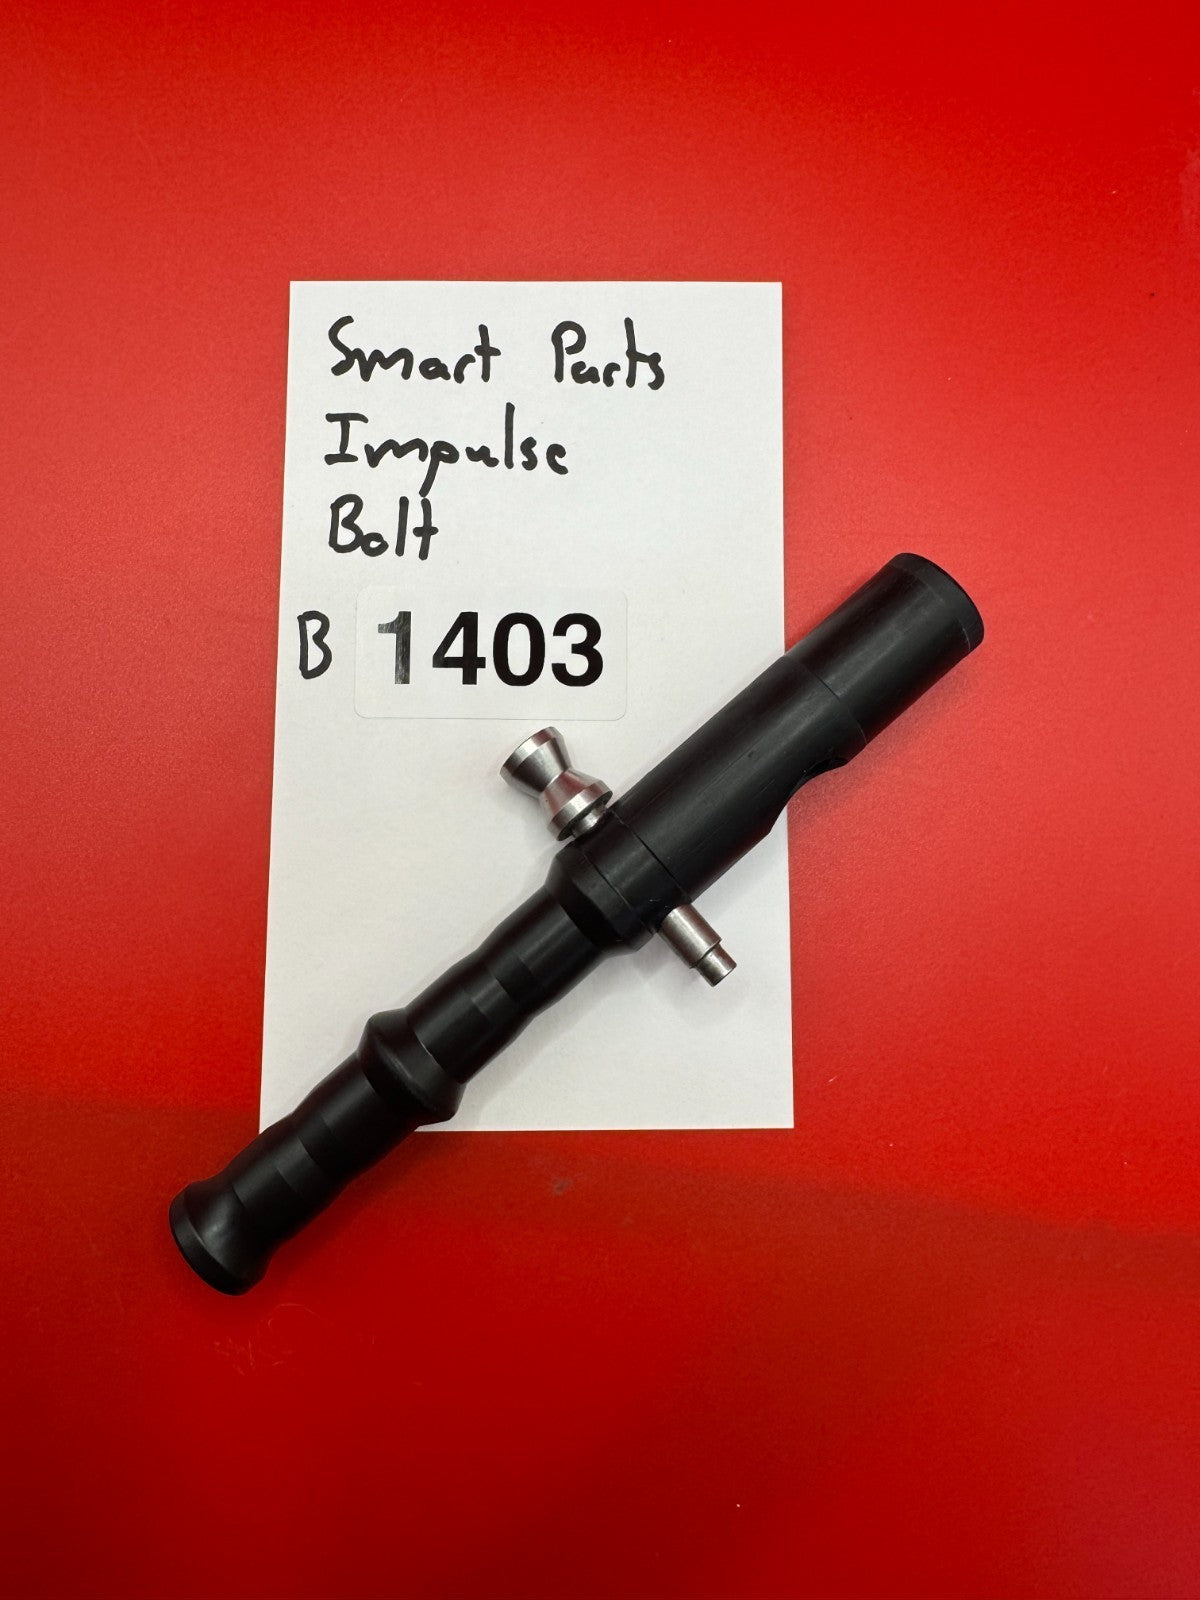 Smart Parts
Impulse
Bolt
B 1403